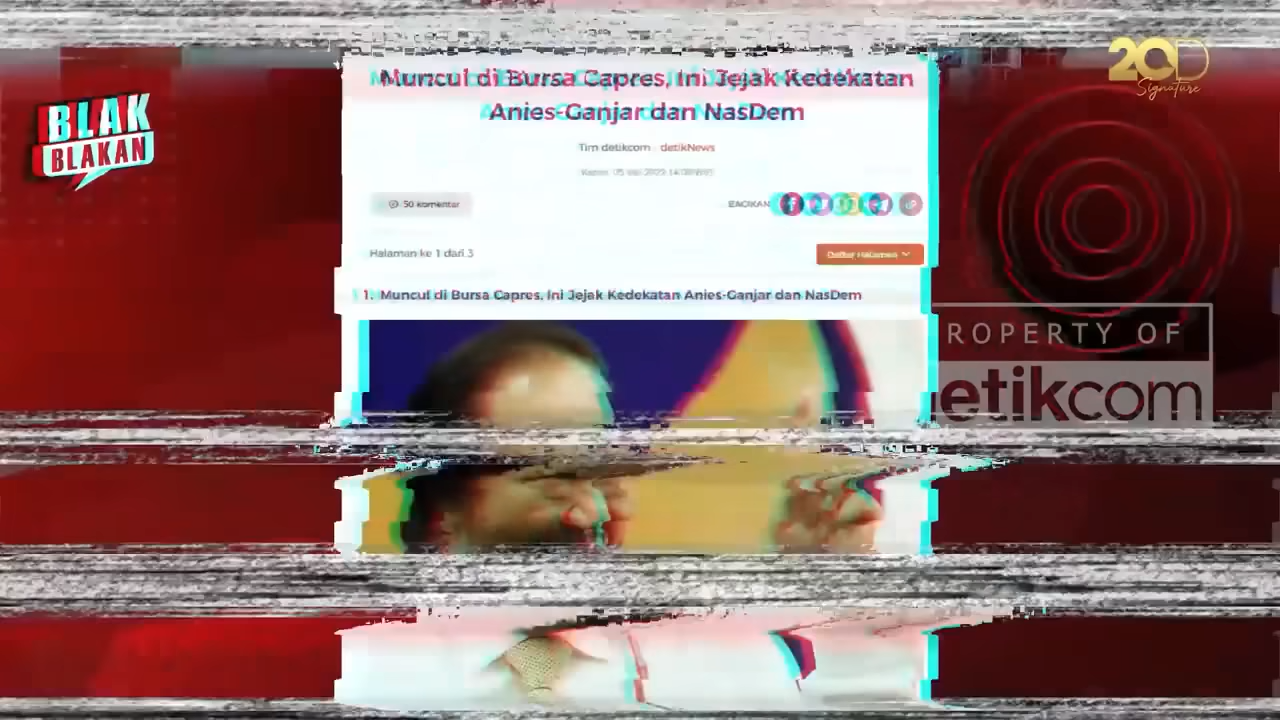 20D
Signature
BLAK
BLAKAN
Muncul di Bursa Capres, Ini Jejak Kedekatan
Anies-Ganjar dan NasDem
Tim detikcom - detikNews
50 komentar
BAGIKAN
Halaman ke 1 dari 3
Daftar Halaman
1. Muncul di Bursa Capres, Ini Jejak Kedekatan Anies-Ganjar dan NasDem
ROPERTY OF
etikcom